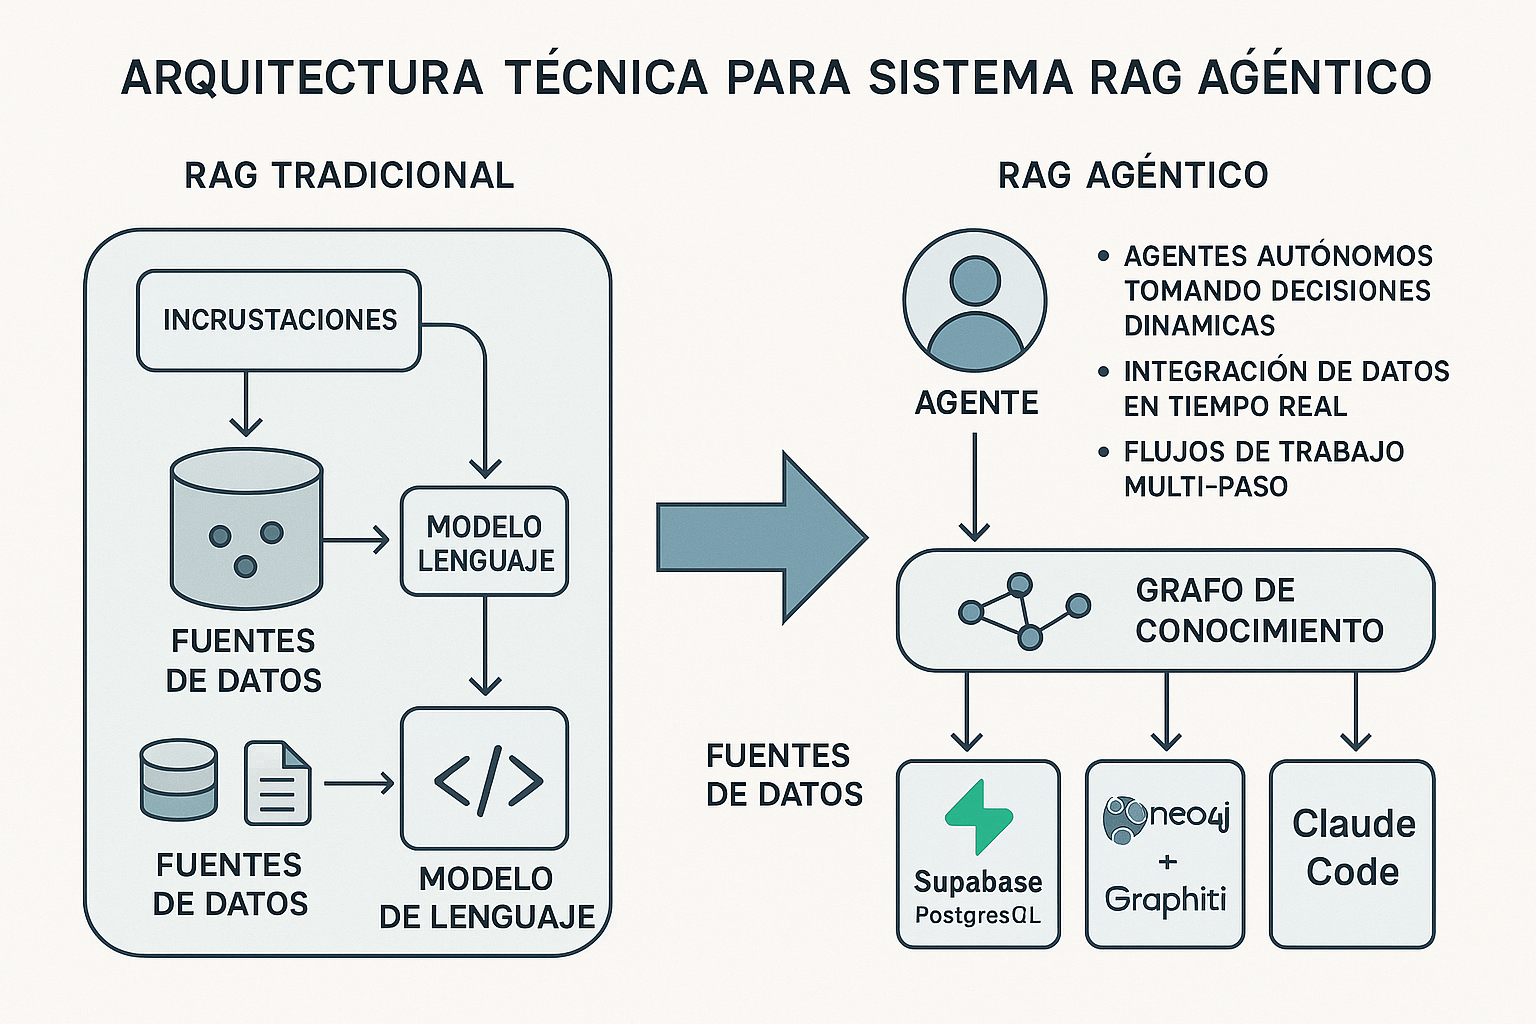 ARQUITECTURA TÉCNICA PARA SISTEMA RAG AǴÉNTICO
RAG TRADICIONAL
INCRUSTACIONES
MODELO
LENGUAJE
FUENTES
DE DATOS
</>
FUENTES
DE DATOS
MODELO
DE LENGUAJE
RAG AGÉNTICO
AGENTE
• AGENTES AUTÓNOMOS
TOMANDO DECISIONES
DINAMICAS
• INTEGRACIÓN DE DATOS
EN TIEMPO REAL
• FLUJOS DE TRABAJO
MULTI-PASO
GRAFO DE
CONOCIMIENTO
FUENTES
DE DATOS
Supabase
PostgresQL
neo4j
+
Graphiti
Claude
Code